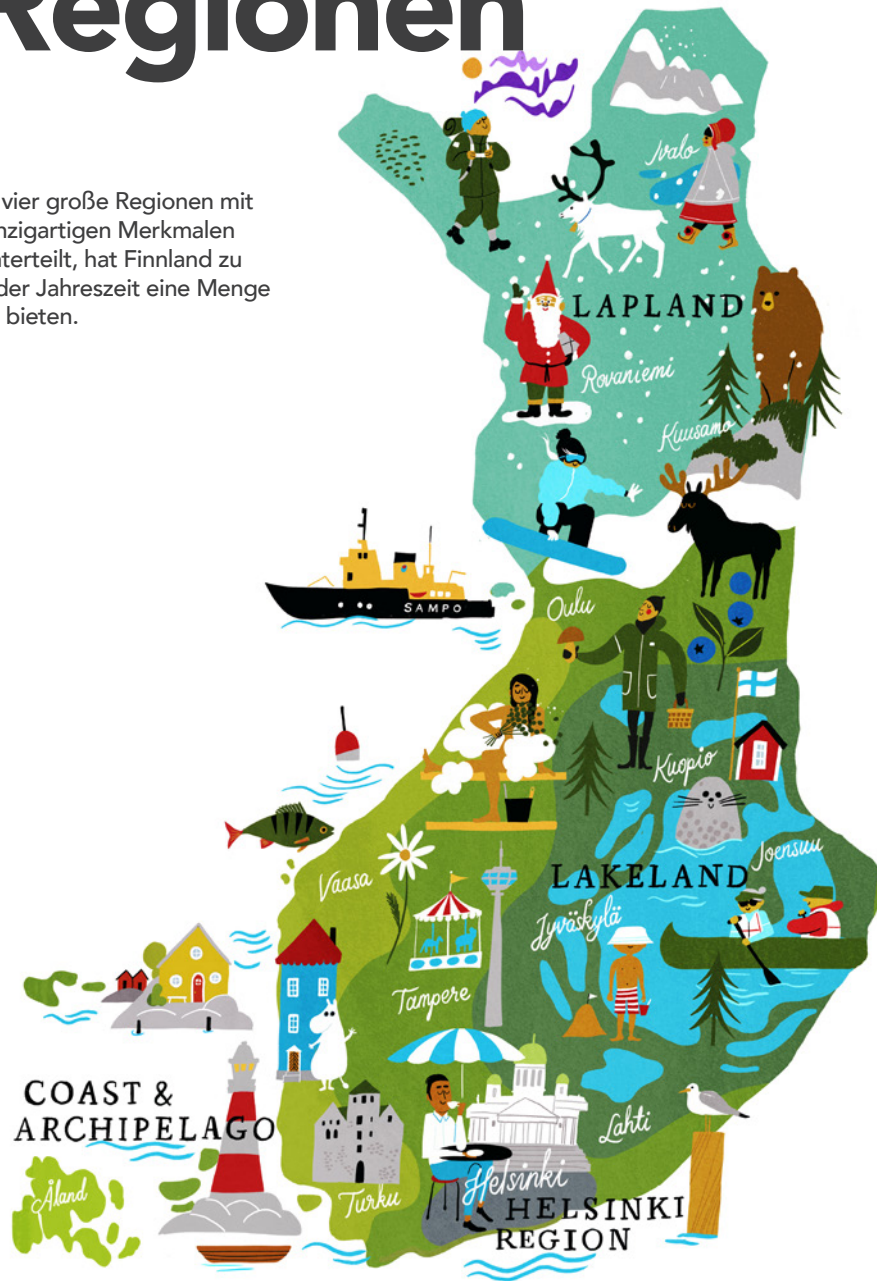 Regionen
vier große Regionen mit
nzigartigen Merkmalen
terteilt, hat Finnland zu
der Jahreszeit eine Menge
bieten.
Ivalo
LAPLAND
Rovaniemi
Kuusamo
SAMPO
Oulu
Kuopio
Joensuu
Vaasa
LAKELAND
Jyväskylä
Tampere
COAST &
ARCHIPELAGO
Lahti
Åland
Turku
Helsinki
HELSINKI
REGION